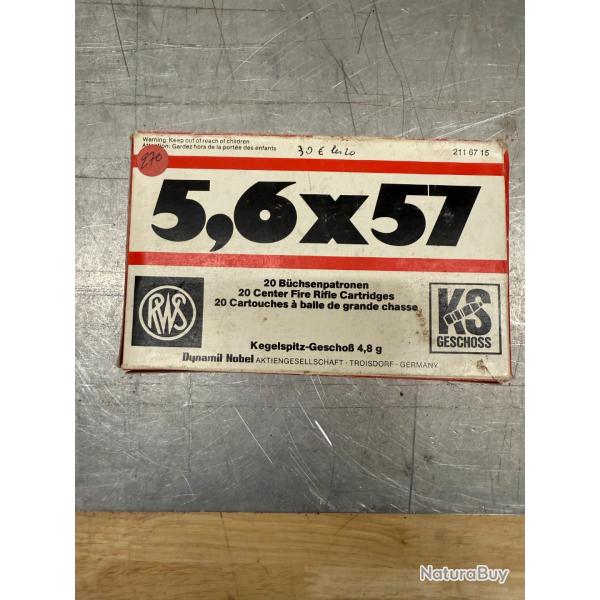 Warning: Keep out of reach of children
Attention: Gardez hors de la portée des enfants
270
30 € les 20
211 67 15
5,6x57
20 Büchsenpatronen
20 Center Fire Rifle Cartridges
20 Cartouches à balle de grande chasse
RWS
KS
GESCHOSS
Kegelspitz-Geschoß 4,8 g
Dynamit Nobel AKTIENGESELLSCHAFT · TROISDORF · GERMANY
NaturaBuy